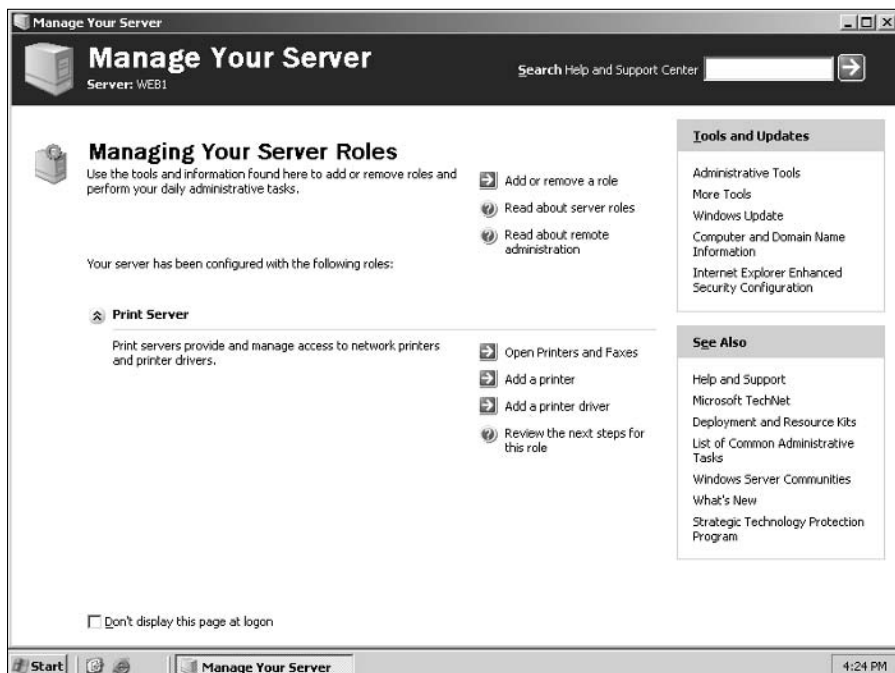 Manage Your Server
Manage Your Server
Server: WEB1
Search Help and Support Center
Managing Your Server Roles
Use the tools and information found here to add or remove roles and
perform your daily administrative tasks.
Add or remove a role
Read about server roles
Read about remote
administration
Your server has been configured with the following roles:
Print Server
Print servers provide and manage access to network printers
and printer drivers.
Open Printers and Faxes
Add a printer
Add a printer driver
Review the next steps for
this role
Tools and Updates
Administrative Tools
More Tools
Windows Update
Computer and Domain Name
Information
Internet Explorer Enhanced
Security Configuration
See Also
Help and Support
Microsoft TechNet
Deployment and Resource Kits
List of Common Administrative
Tasks
Windows Server Communities
What's New
Strategic Technology Protection
Program
Don't display this page at logon
Start
Manage Your Server
4:24 PM